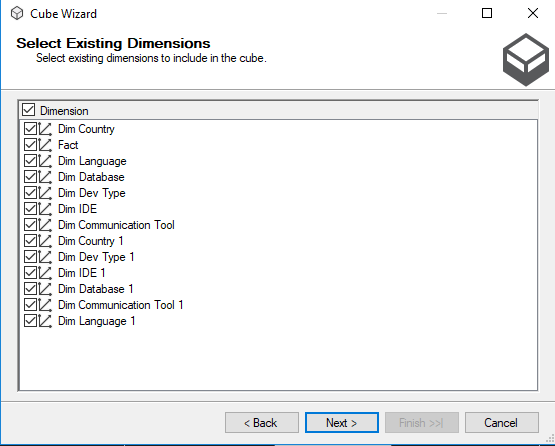 Cube Wizard
Select Existing Dimensions
Select existing dimensions to include in the cube.
Dimension
Dim Country
Fact
Dim Language
Dim Database
Dim Dev Type
Dim IDE
Dim Communication Tool
Dim Country 1
Dim Dev Type 1
Dim IDE 1
Dim Database 1
Dim Communication Tool 1
Dim Language 1
< Back Next > Finish >>| Cancel